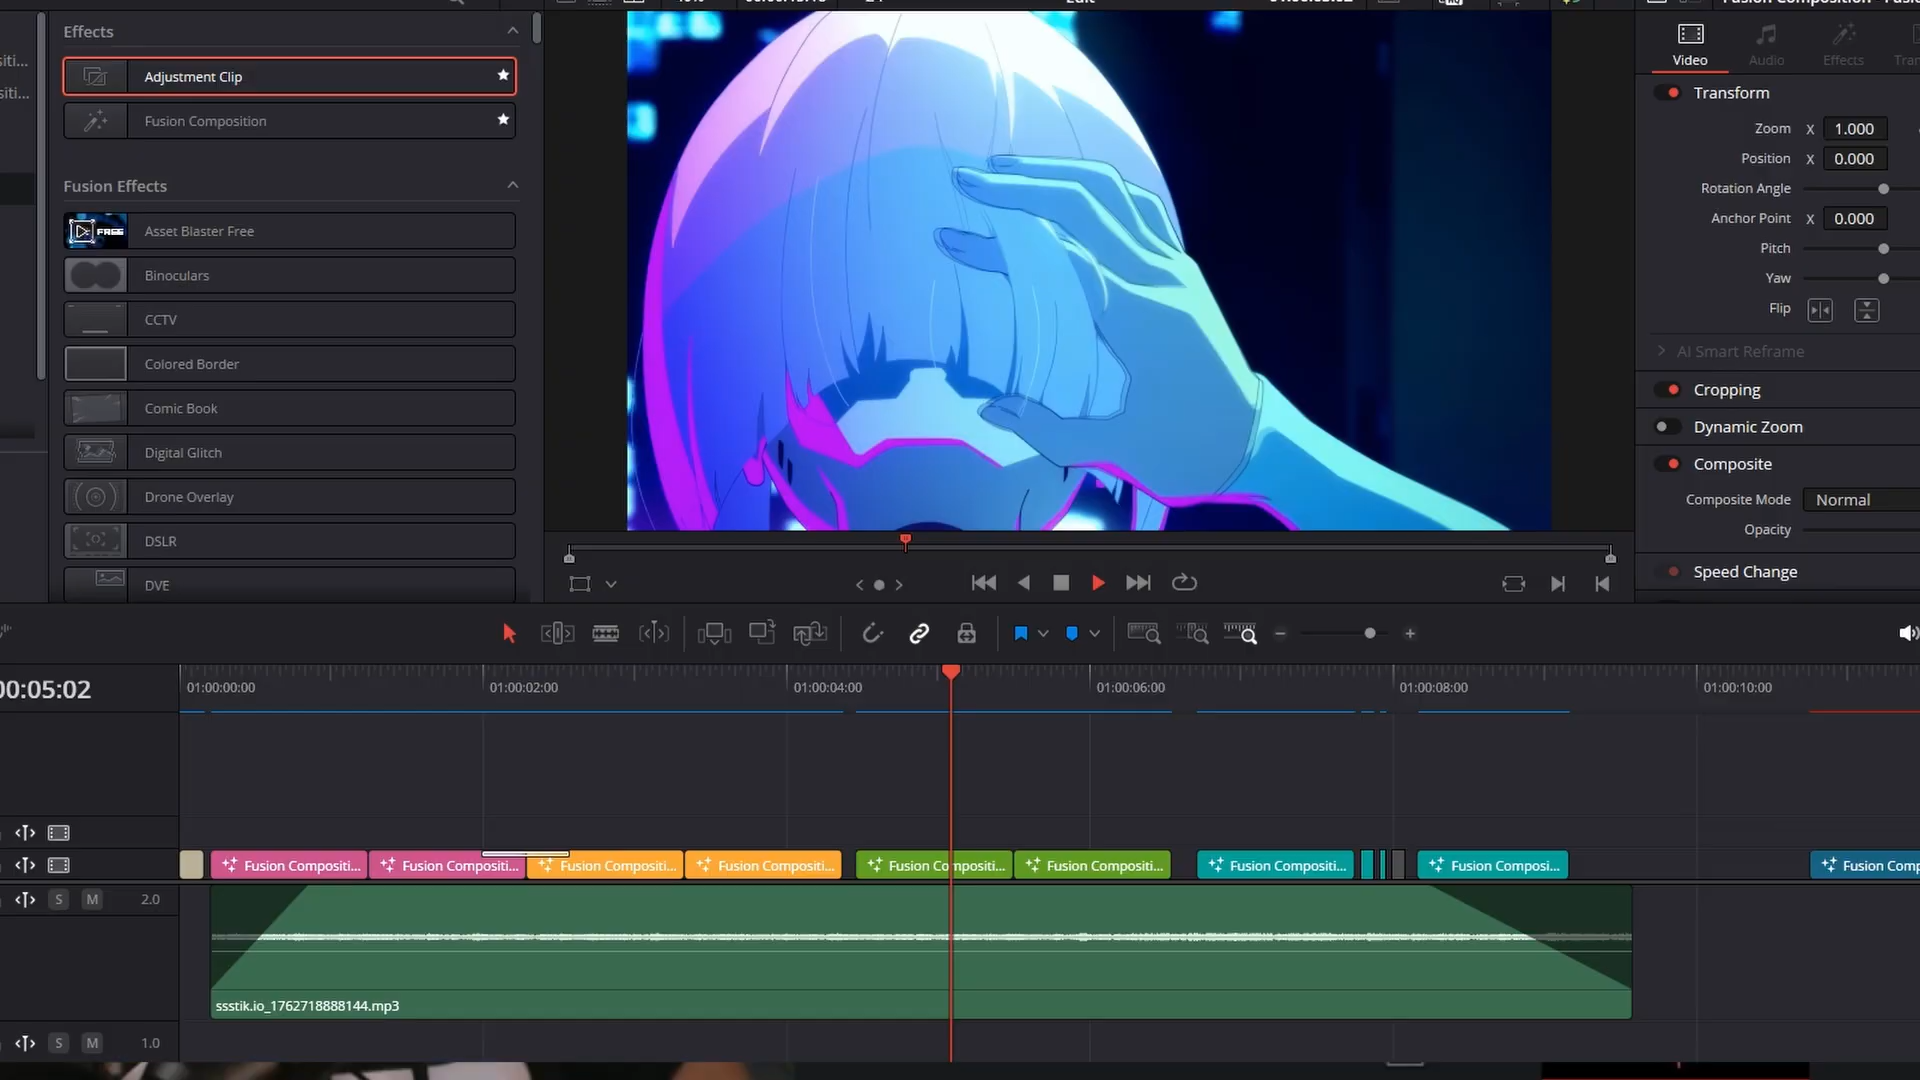 Effects
Adjustment Clip
Fusion Composition
Fusion Effects
FREE
Asset Blaster Free
Binoculars
CCTV
Colored Border
Comic Book
Digital Glitch
Drone Overlay
DSLR
DVE
Video
Audio
Effects
Transform
Zoom X 1.000
Position X 0.000
Rotation Angle
Anchor Point X 0.000
Pitch
Yaw
Flip
AI Smart Reframe
Cropping
Dynamic Zoom
Composite
Composite Mode Normal
Opacity
Speed Change
00:05:02
01:00:00:00
01:00:02:00
01:00:04:00
01:00:06:00
01:00:08:00
01:00:10:00
Fusion Compositi...
Fusion Compositi...
Fusion Compositi...
Fusion Compositi...
Fusion Compositi...
Fusion Compositi...
Fusion Compositi...
Fusion Composi...
Fusion Comp
S M 2.0
ssstik.io_1762718888144.mp3
S M 1.0